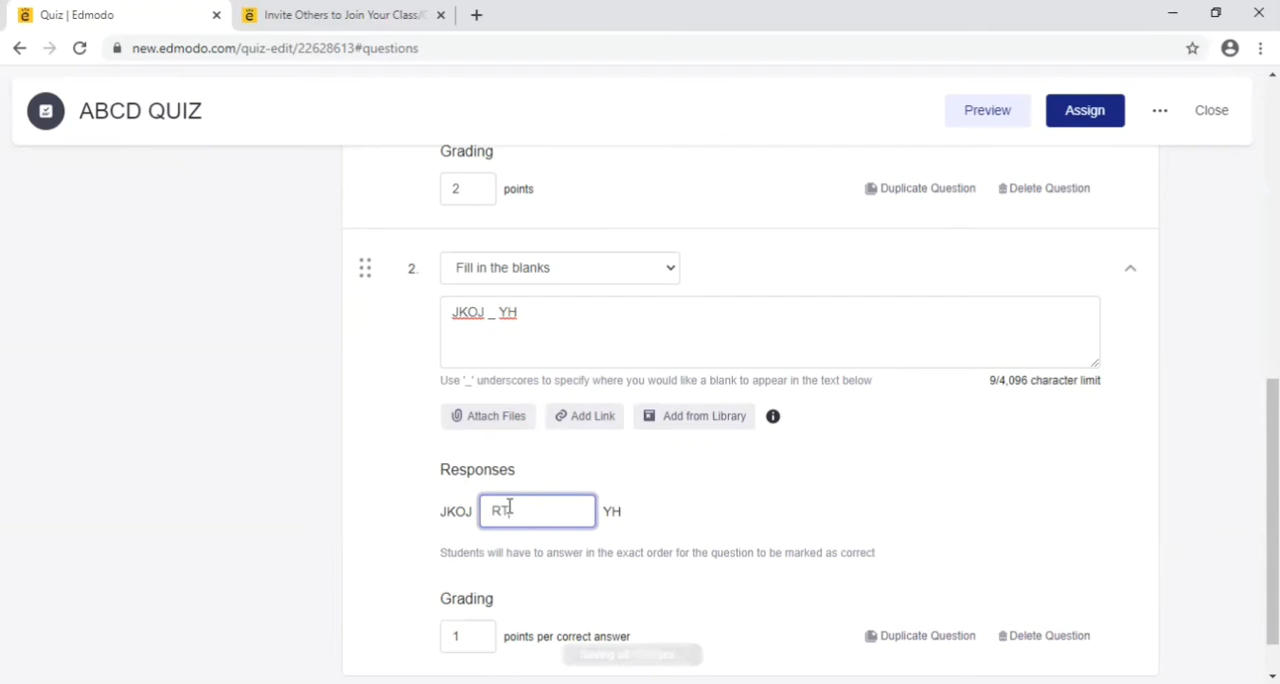 Quiz | Edmodo
Invite Others to Join Your Class/
new.edmodo.com/quiz-edit/22628613#questions
ABCD QUIZ
Preview
Assign
Close
Grading
2 points
Duplicate Question
Delete Question
2.
Fill in the blanks
JKOJ _ YH
Use '_' underscores to specify where you would like a blank to appear in the text below
9/4,096 character limit
Attach Files
Add Link
Add from Library
Responses
JKOJ RT YH
Students will have to answer in the exact order for the question to be marked as correct
Grading
1 points per correct answer
Duplicate Question
Delete Question
Saving all